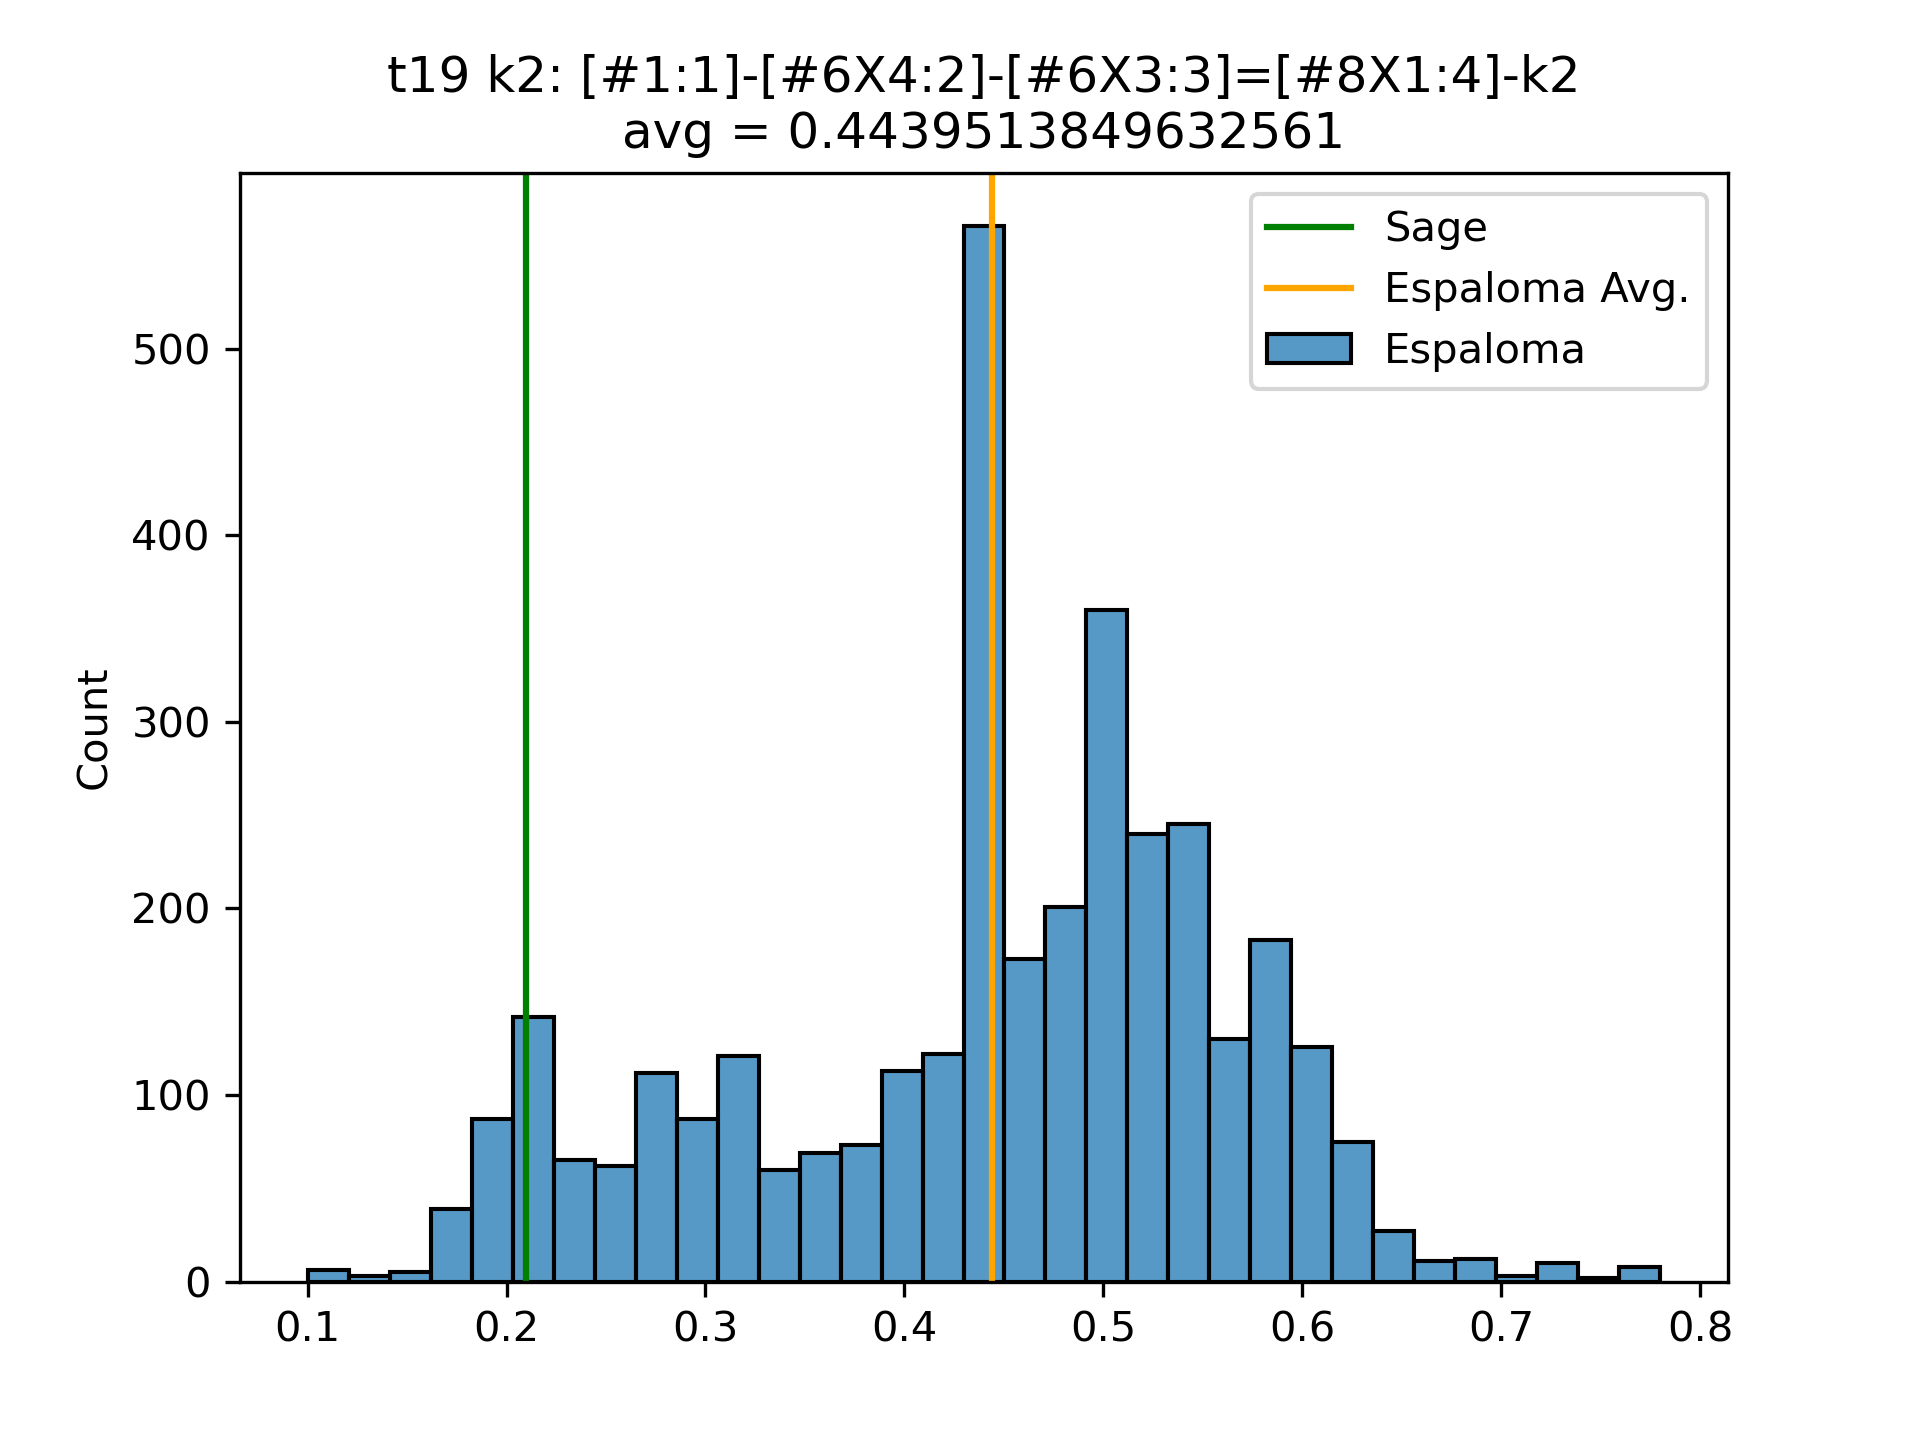 t19 k2: [#1:1]-[#6X4:2]-[#6X3:3]=[#8X1:4]-k2
avg = 0.4439513849632561
Sage
Espaloma Avg.
Espaloma
Count
500
400
300
200
100
0
0.1 0.2 0.3 0.4 0.5 0.6 0.7 0.8